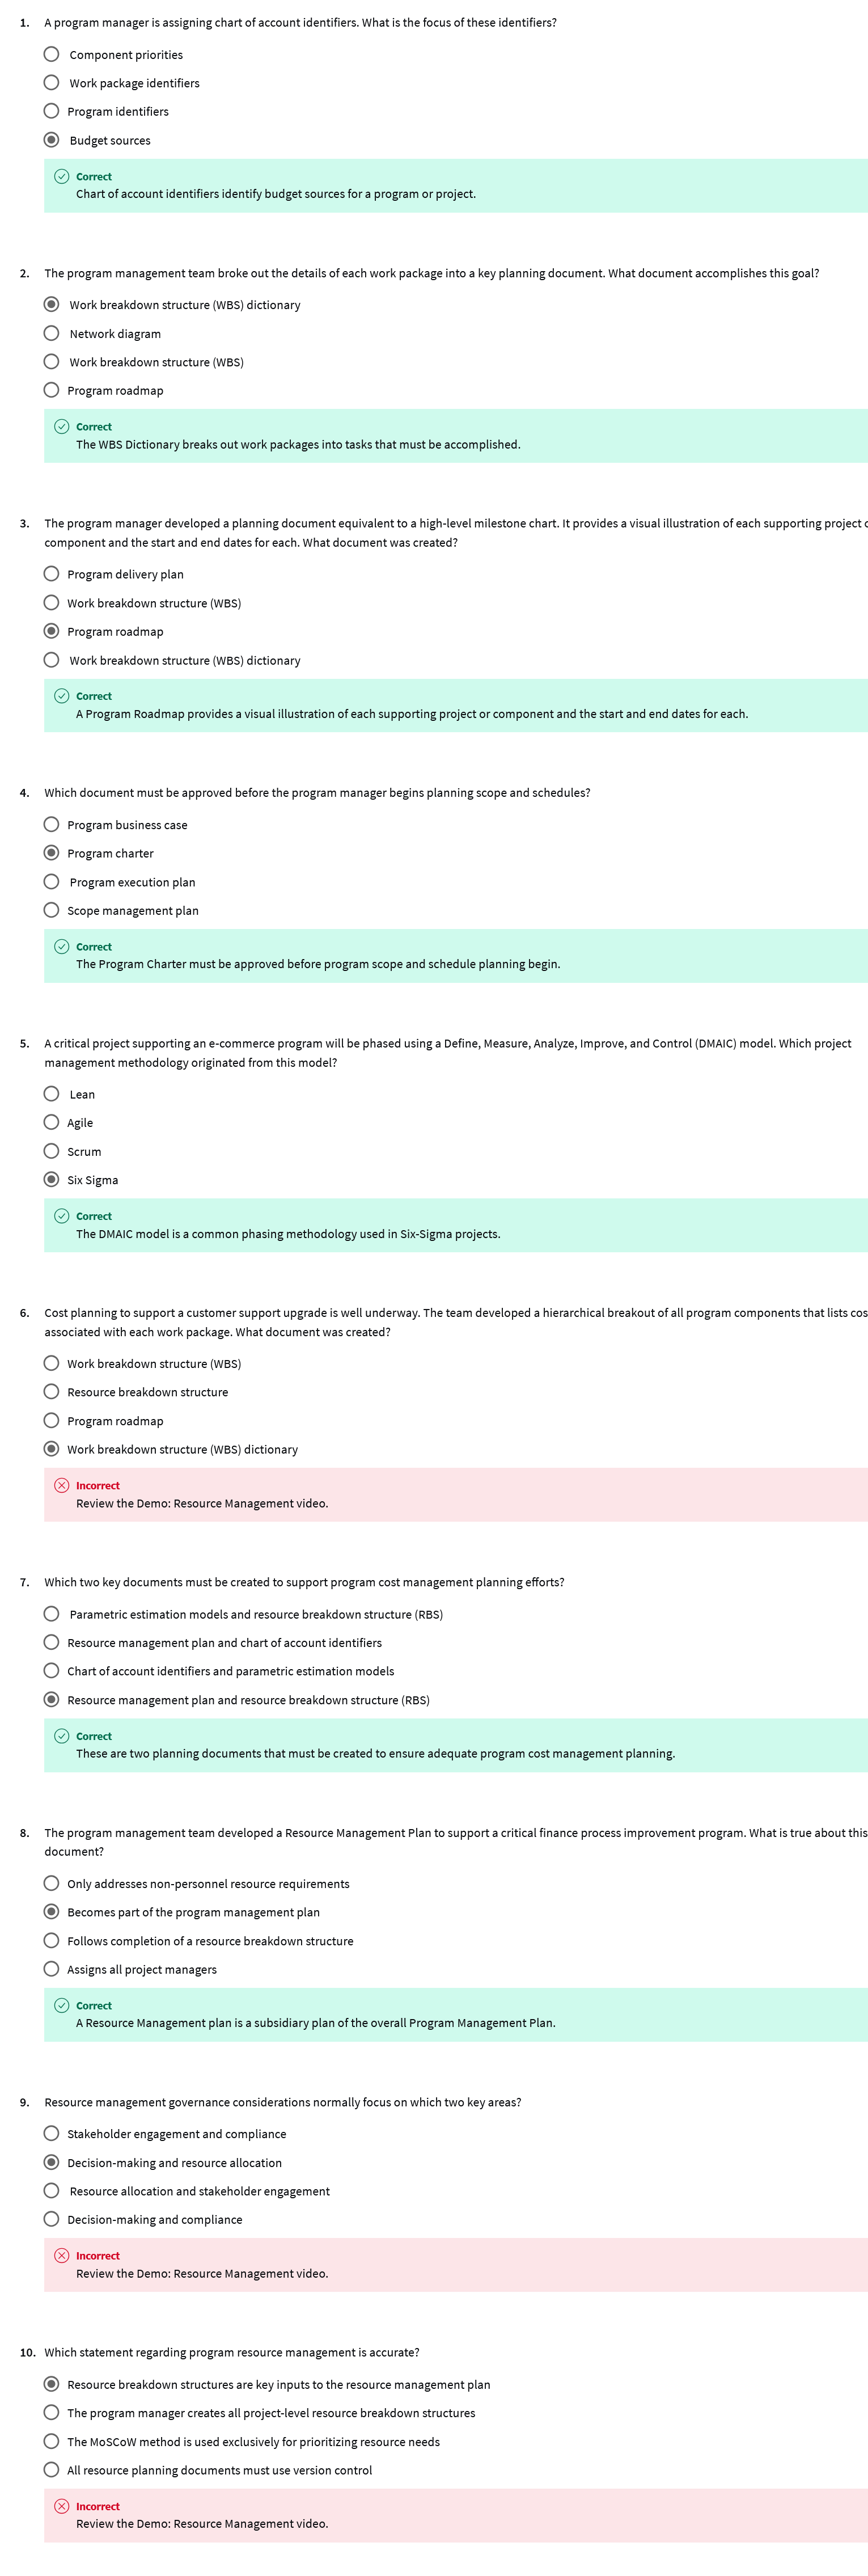 1. A program manager is assigning chart of account identifiers. What is the focus of these identifiers?
Component priorities
Work package identifiers
Program identifiers
Budget sources
Correct
Chart of account identifiers identify budget sources for a program or project.
2. The program management team broke out the details of each work package into a key planning document. What document accomplishes this goal?
Work breakdown structure (WBS) dictionary
Network diagram
Work breakdown structure (WBS)
Program roadmap
Correct
The WBS Dictionary breaks out work packages into tasks that must be accomplished.
3. The program manager developed a planning document equivalent to a high-level milestone chart. It provides a visual illustration of each supporting project
component and the start and end dates for each. What document was created?
Program delivery plan
Work breakdown structure (WBS)
Program roadmap
Work breakdown structure (WBS) dictionary
Correct
A Program Roadmap provides a visual illustration of each supporting project or component and the start and end dates for each.
4. Which document must be approved before the program manager begins planning scope and schedules?
Program business case
Program charter
Program execution plan
Scope management plan
Correct
The Program Charter must be approved before program scope and schedule planning begin.
5. A critical project supporting an e-commerce program will be phased using a Define, Measure, Analyze, Improve, and Control (DMAIC) model. Which project
management methodology originated from this model?
Lean
Agile
Scrum
Six Sigma
Correct
The DMAIC model is a common phasing methodology used in Six-Sigma projects.
6. Cost planning to support a customer support upgrade is well underway. The team developed a hierarchical breakout of all program components that lists cos
associated with each work package. What document was created?
Work breakdown structure (WBS)
Resource breakdown structure
Program roadmap
Work breakdown structure (WBS) dictionary
Incorrect
Review the Demo: Resource Management video.
7. Which two key documents must be created to support program cost management planning efforts?
Parametric estimation models and resource breakdown structure (RBS)
Resource management plan and chart of account identifiers
Chart of account identifiers and parametric estimation models
Resource management plan and resource breakdown structure (RBS)
Correct
These are two planning documents that must be created to ensure adequate program cost management planning.
8. The program management team developed a Resource Management Plan to support a critical finance process improvement program. What is true about this
document?
Only addresses non-personnel resource requirements
Becomes part of the program management plan
Follows completion of a resource breakdown structure
Assigns all project managers
Correct
A Resource Management plan is a subsidiary plan of the overall Program Management Plan.
9. Resource management governance considerations normally focus on which two key areas?
Stakeholder engagement and compliance
Decision-making and resource allocation
Resource allocation and stakeholder engagement
Decision-making and compliance
Incorrect
Review the Demo: Resource Management video.
10. Which statement regarding program resource management is accurate?
Resource breakdown structures are key inputs to the resource management plan
The program manager creates all project-level resource breakdown structures
The MoSCoW method is used exclusively for prioritizing resource needs
All resource planning documents must use version control
Incorrect
Review the Demo: Resource Management video.